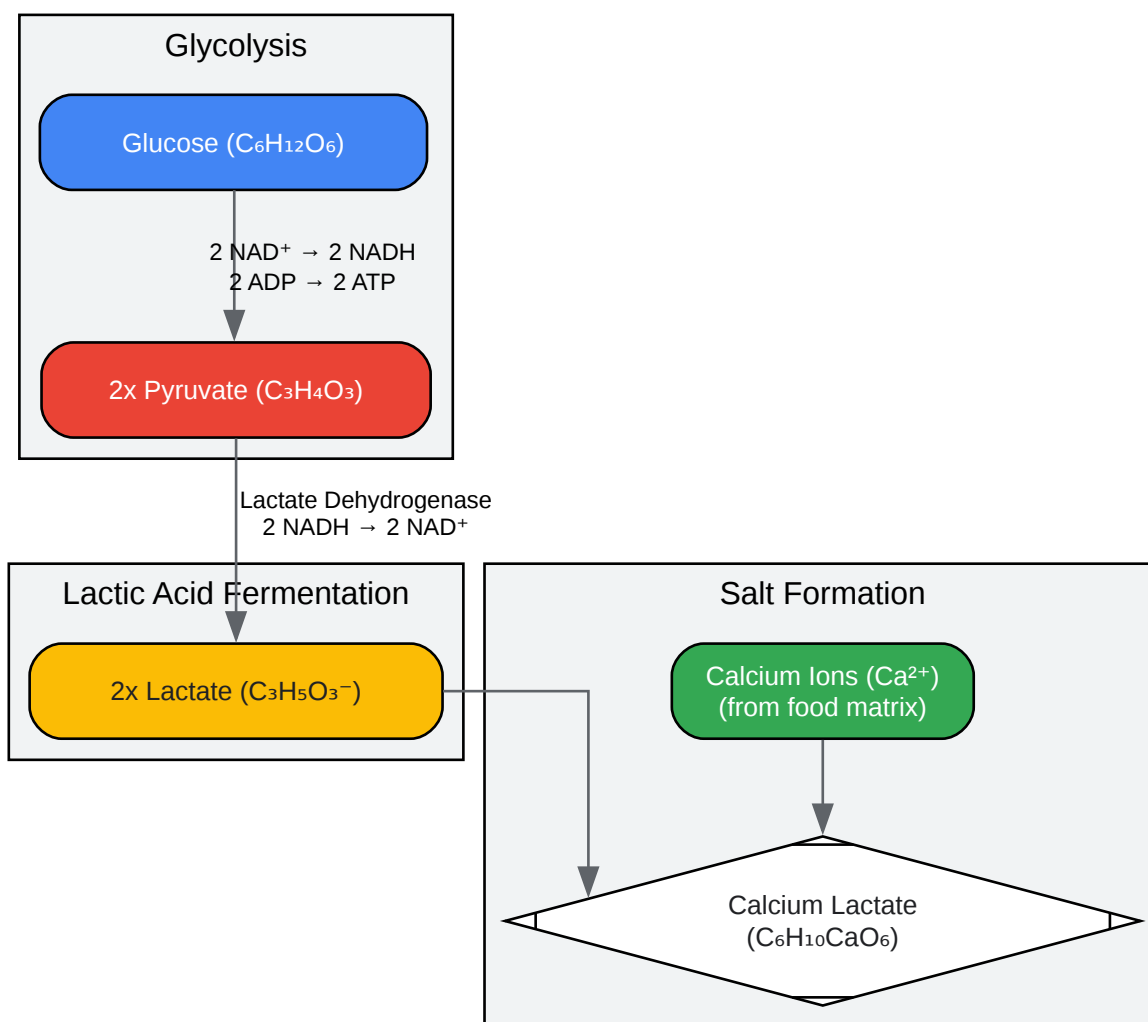 Glycolysis
Glucose (C₆H₁₂O₆)
2 NAD⁺ → 2 NADH
2 ADP → 2 ATP
2x Pyruvate (C₃H₄O₃)
Lactate Dehydrogenase
2 NADH → 2 NAD⁺
Lactic Acid Fermentation
2x Lactate (C₃H₅O₃⁻)
Salt Formation
Calcium Ions (Ca²⁺)
(from food matrix)
Calcium Lactate
(C₆H₁₀CaO₆)